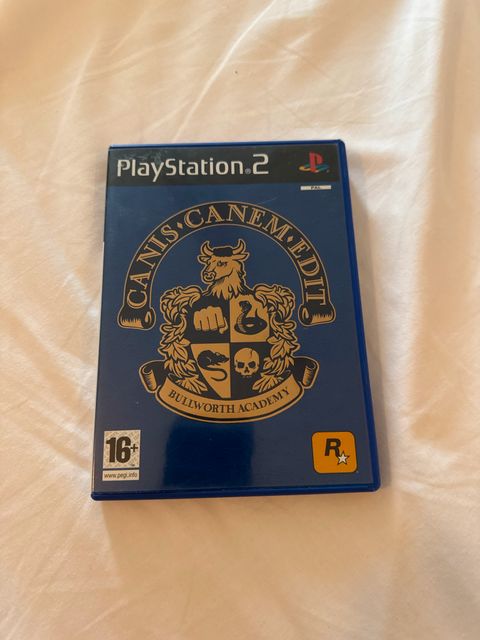 PlayStation®2
PAL
CANIS•CANEM•EDIT
BULLWORTH ACADEMY
16+
www.pegi.info
R